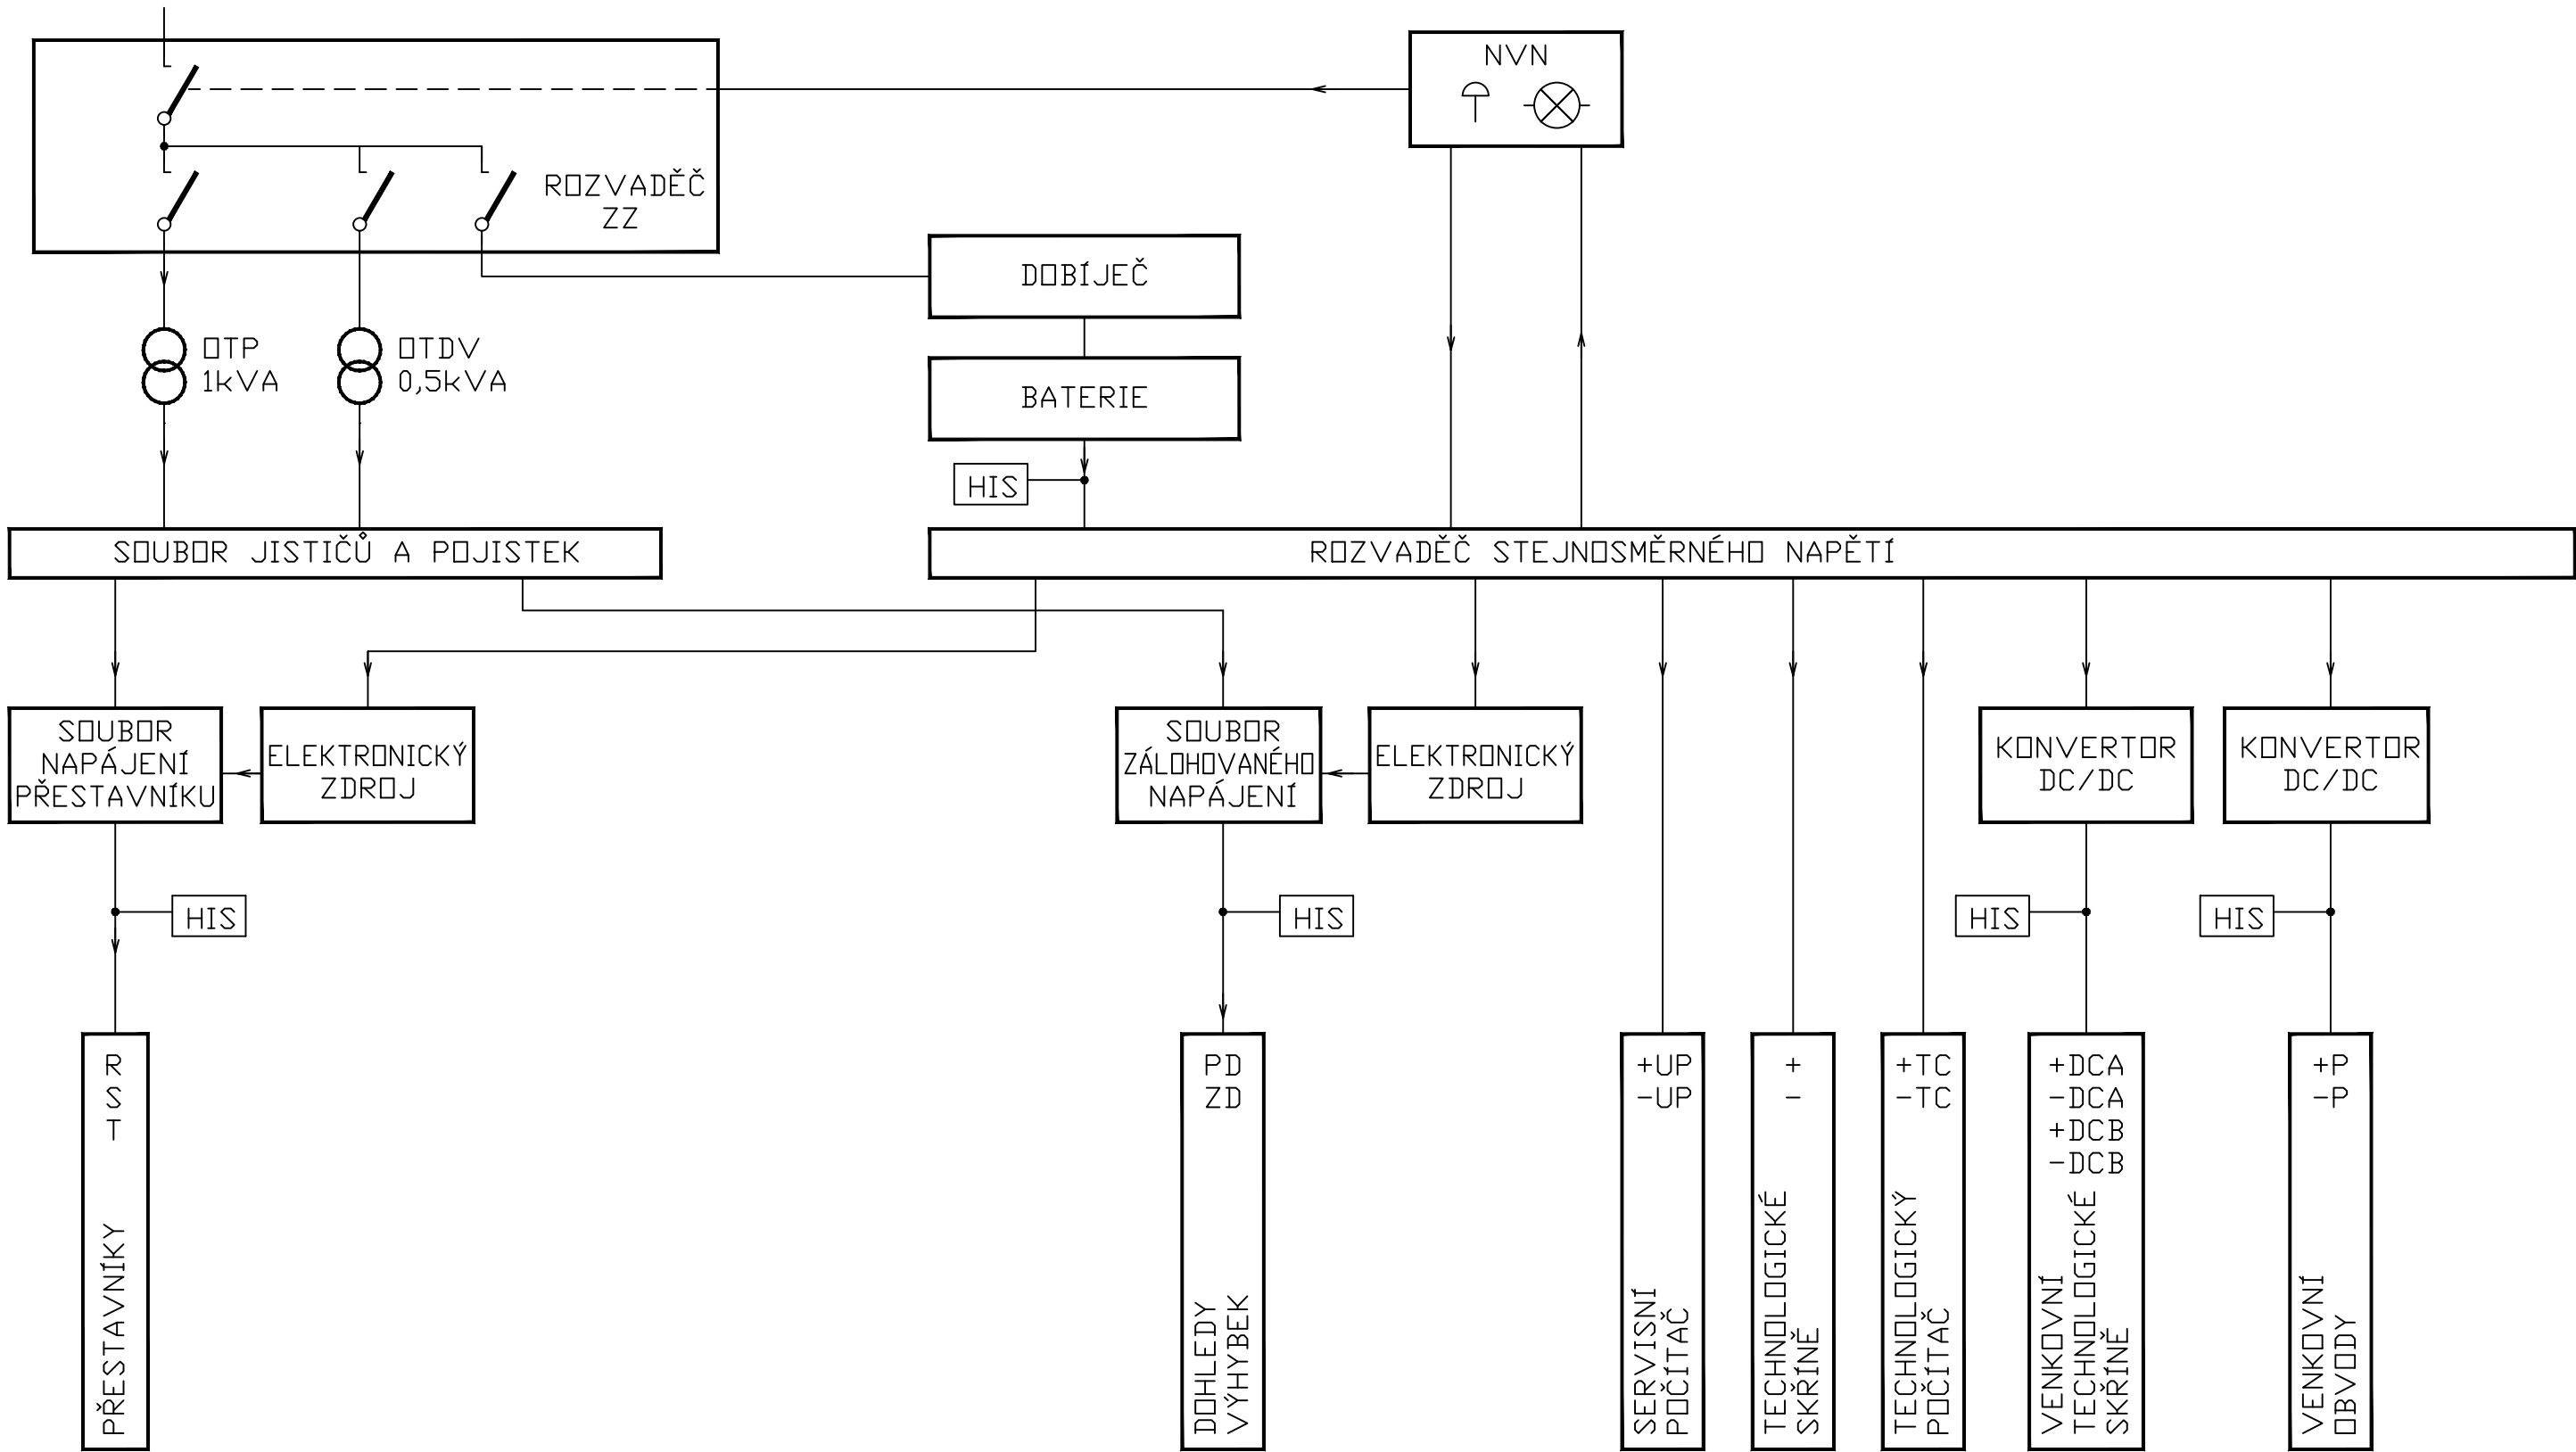 NVN
ROZVADĚČ
ZZ
DOBÍJEČ
OTP
1kVA
OTDV
0,5kVA
BATERIE
HIS
SOUBOR JISTIČŮ A POJISTEK
ROZVADĚČ STEJNOSMĚRNÉHO NAPĚTÍ
SOUBOR
NAPÁJENÍ
PŘESTAVNÍKU
ELEKTRONICKÝ
ZDROJ
SOUBOR
ZÁLOHOVANÉHO
NAPÁJENÍ
ELEKTRONICKÝ
ZDROJ
KONVERTOR
DC/DC
KONVERTOR
DC/DC
HIS
HIS
HIS
HIS
R
S
T
PŘESTAVNÍKY
PD
ZD
DOHLEDY
VÝHYBEK
+UP
-UP
SERVISNÍ
POČÍTAČ
+
-
TECHNOLOGICKÉ
SKŘÍNĚ
+TC
-TC
TECHNOLOGICKÝ
POČÍTAČ
+DCA
-DCA
+DCB
-DCB
VENKOVNÍ
TECHNOLOGICKÉ
SKŘÍNĚ
+P
-P
VENKOVNÍ
OBVODY